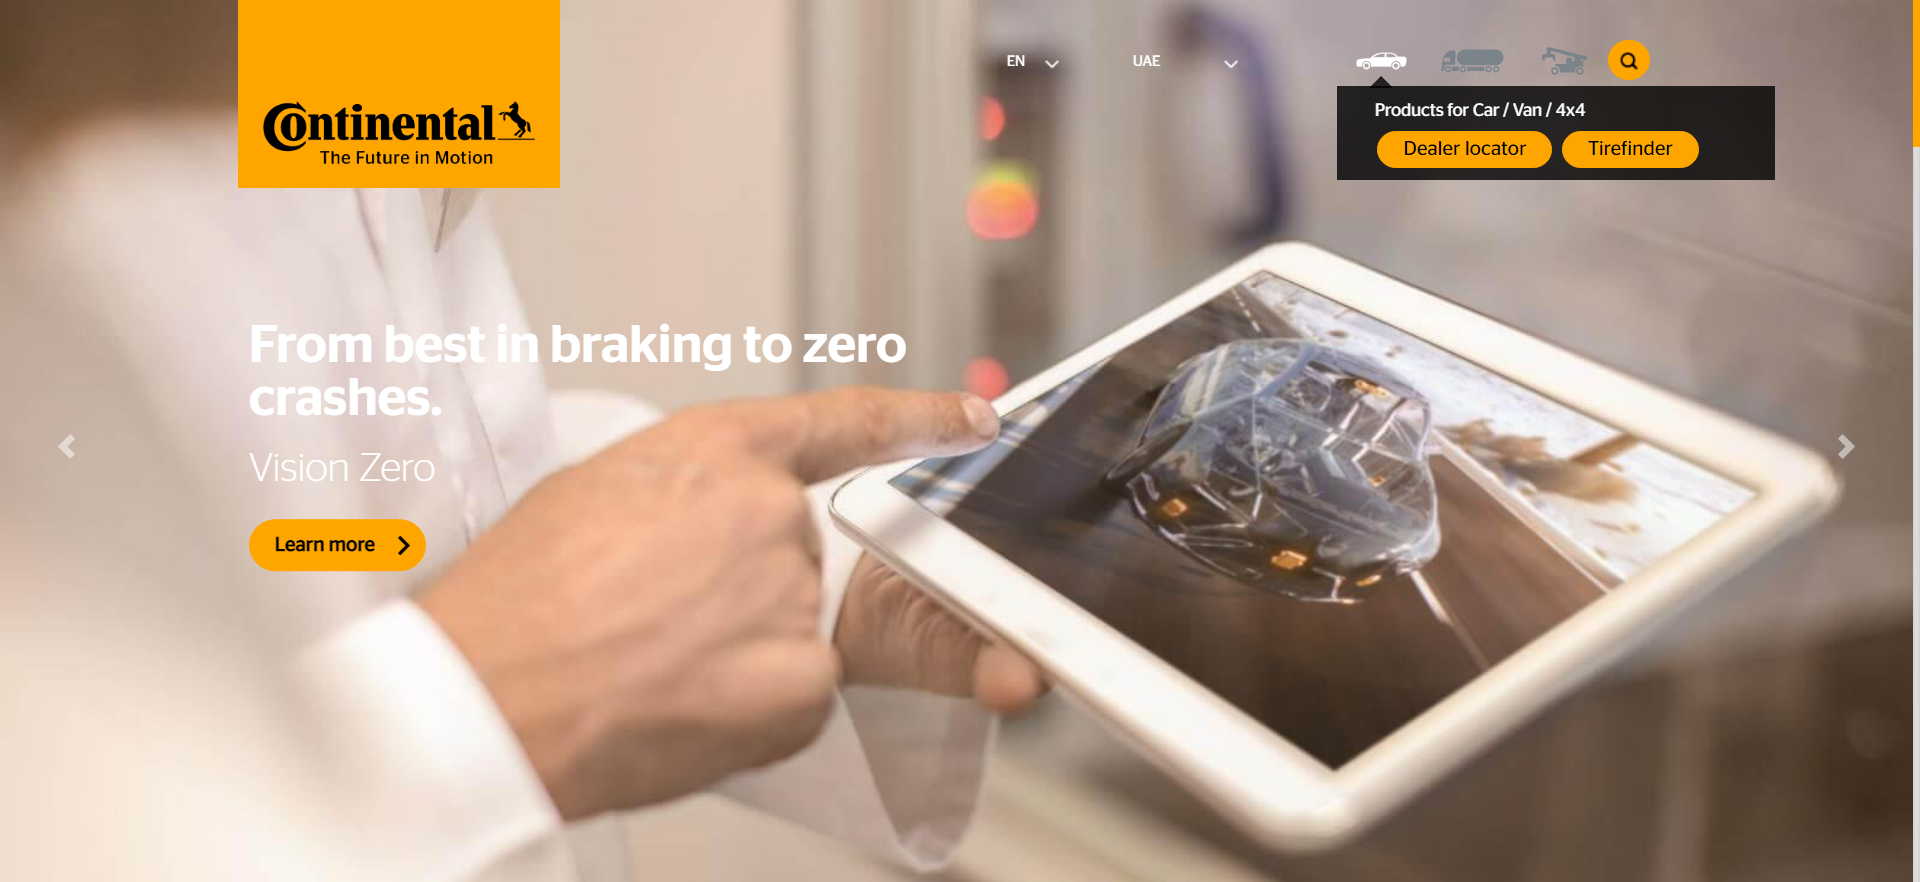 Continental
The Future in Motion
EN
UAE
Products for Car / Van / 4x4
Dealer locator
Tirefinder
From best in braking to zero
crashes.
Vision Zero
Learn more